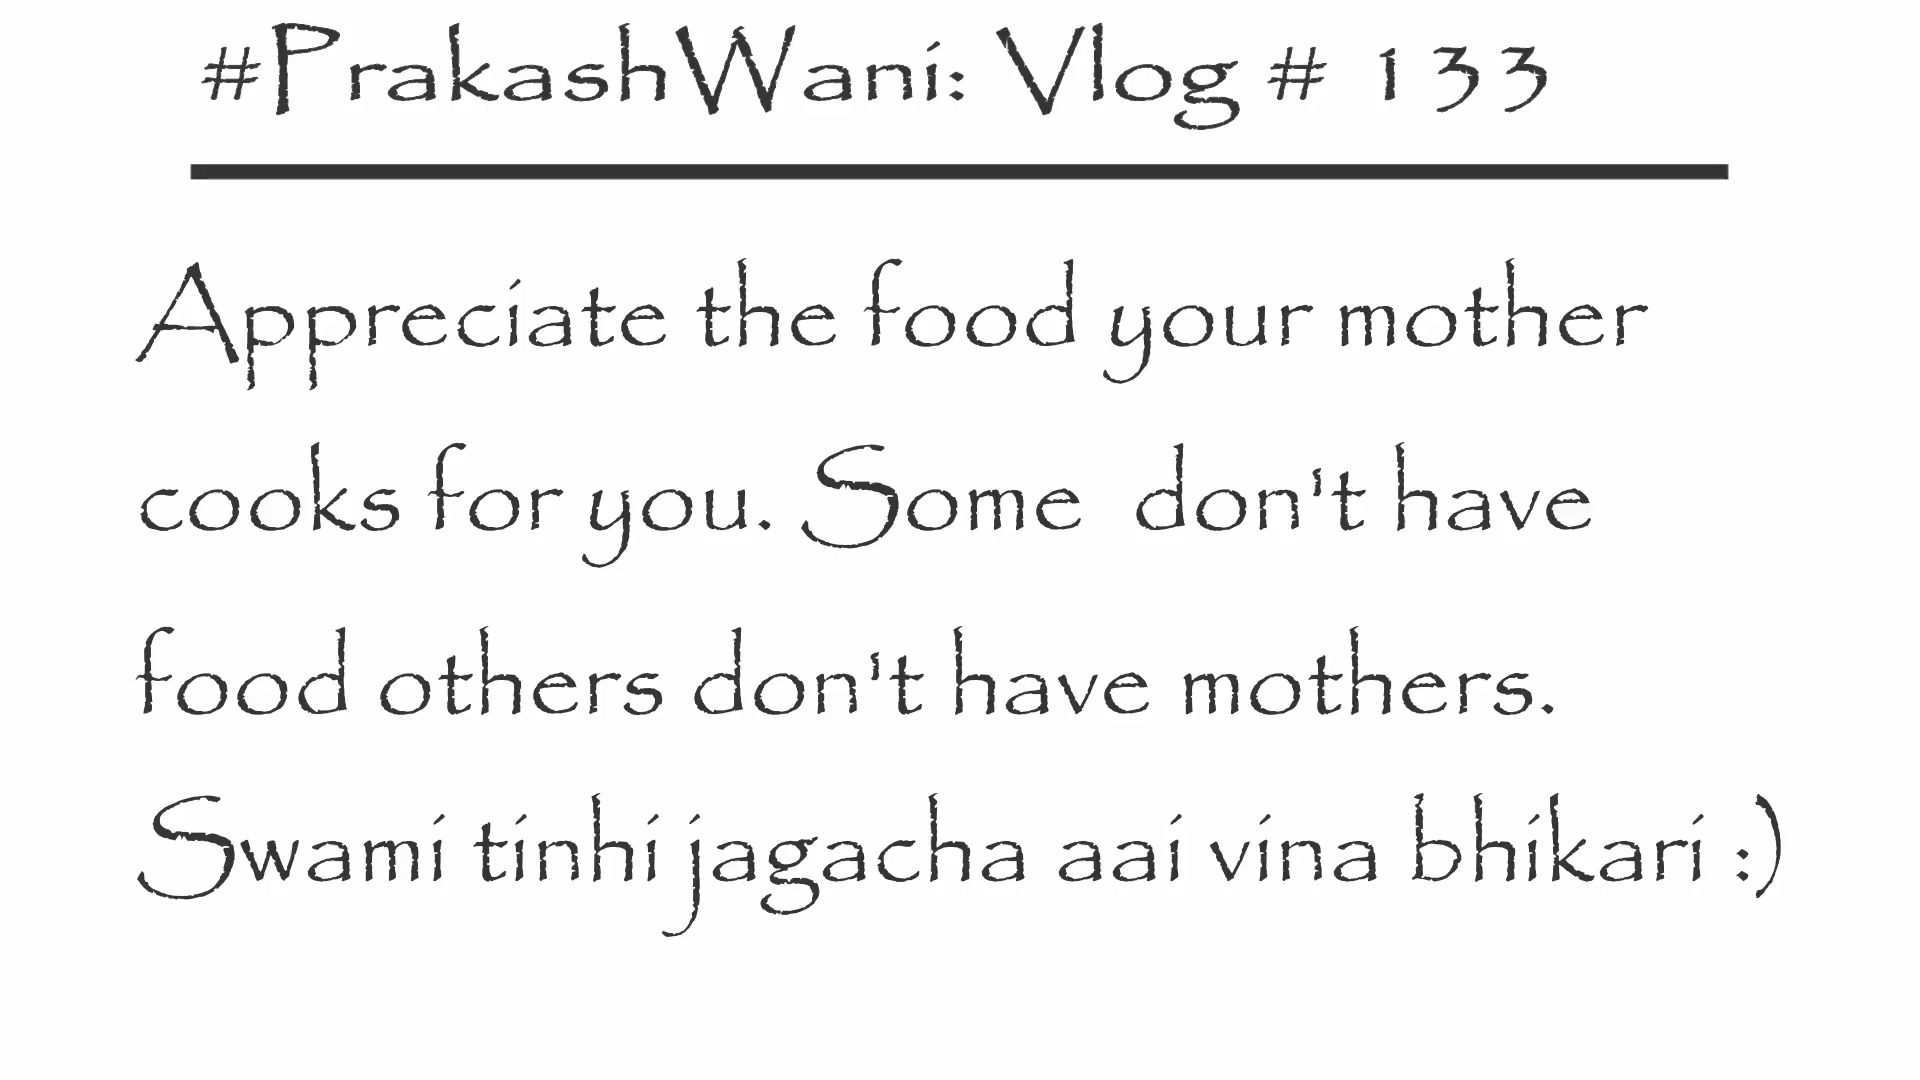 #PrakashWani: Vlog # 133
Appreciate the food your mother
cooks for you. Some  don't have
food others don't have mothers.
Swami tinhi jagacha aai vina bhikari :)